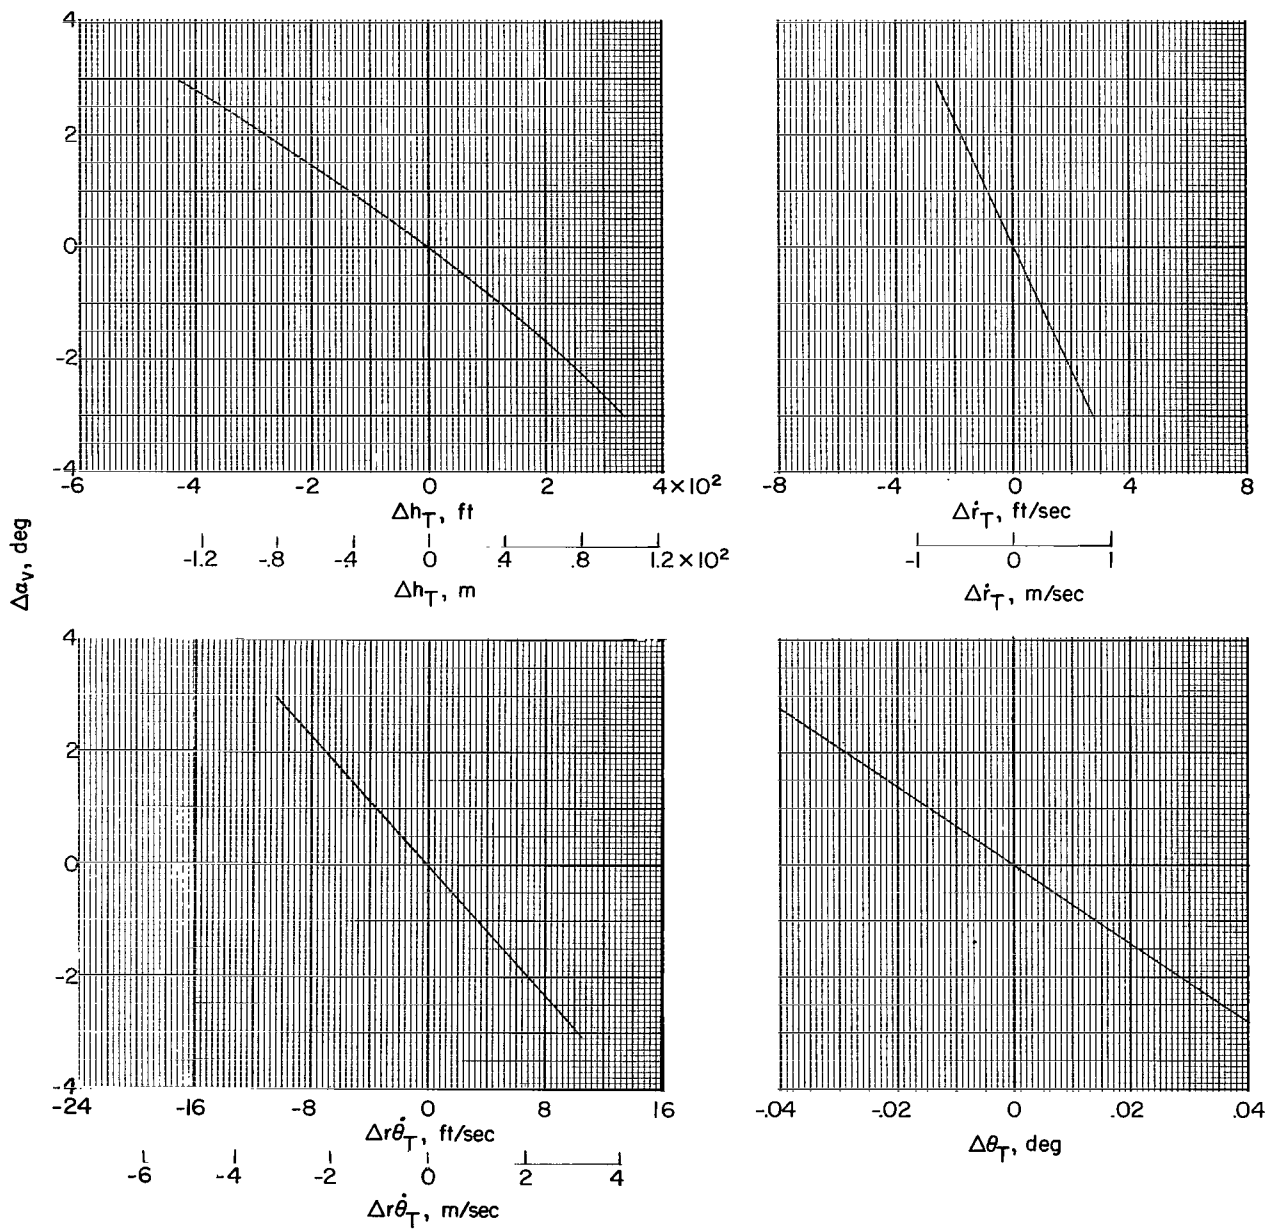 Δα_v, deg
4
2
0
-2
-4
-6 -4 -2 0 2 4×10²
Δh_T, ft
-1.2 -.8 -.4 0 .4 .8 1.2×10²
Δh_T, m
-8 -4 0 4 8
Δṙ_T, ft/sec
-1 0 1
Δṙ_T, m/sec
4
2
0
-2
-4
-24 -16 -8 0 8 16
Δrθ̇_T, ft/sec
-6 -4 -2 0 2 4
Δrθ̇_T, m/sec
-.04 -.02 0 .02 .04
Δθ_T, deg